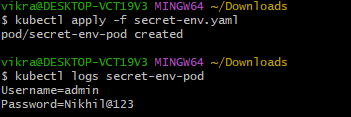 vikra@DESKTOP-VCT19V3 MINGW64 ~/Downloads
$ kubectl apply -f secret-env.yaml
pod/secret-env-pod created
vikra@DESKTOP-VCT19V3 MINGW64 ~/Downloads
$ kubectl logs secret-env-pod
Username=admin
Password=Nikhil@123